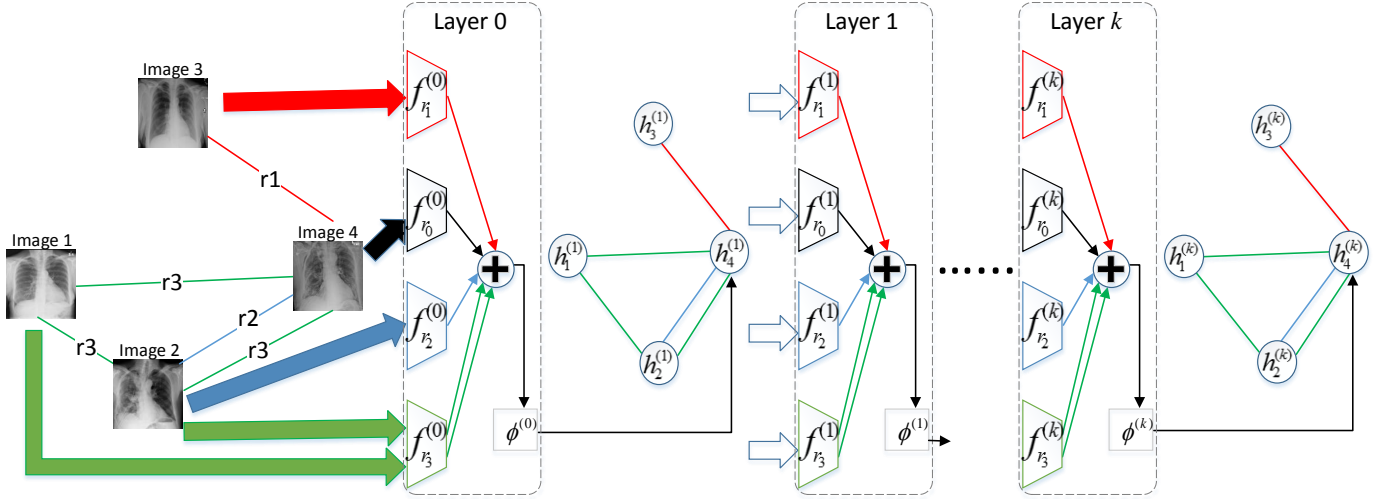 Layer 0
Layer 1
Layer k
Image 3
r1
Image 1
Image 4
r3
r2
r3
r3
Image 2
f_{r_1}^{(0)}
f_{r_0}^{(0)}
f_{r_2}^{(0)}
f_{r_3}^{(0)}
+
ϕ^{(0)}
h_3^{(1)}
h_1^{(1)}
h_4^{(1)}
h_2^{(1)}
f_{r_1}^{(1)}
f_{r_0}^{(1)}
f_{r_2}^{(1)}
f_{r_3}^{(1)}
+
ϕ^{(1)}
......
f_{r_1}^{(k)}
f_{r_0}^{(k)}
f_{r_2}^{(k)}
f_{r_3}^{(k)}
+
ϕ^{(k)}
h_3^{(k)}
h_1^{(k)}
h_4^{(k)}
h_2^{(k)}